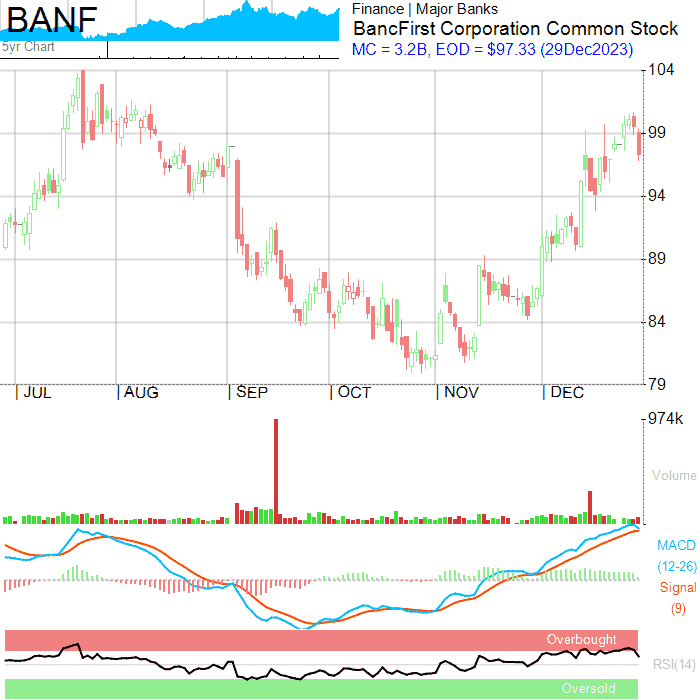 BANF
5yr Chart
Finance | Major Banks
BancFirst Corporation Common Stock
MC = 3.2B, EOD = $97.33 (29Dec2023)
104
99
94
89
84
79
JUL AUG SEP OCT NOV DEC
974k
Volume
MACD
(12-26)
Signal
(9)
Overbought
RSI(14)
Oversold